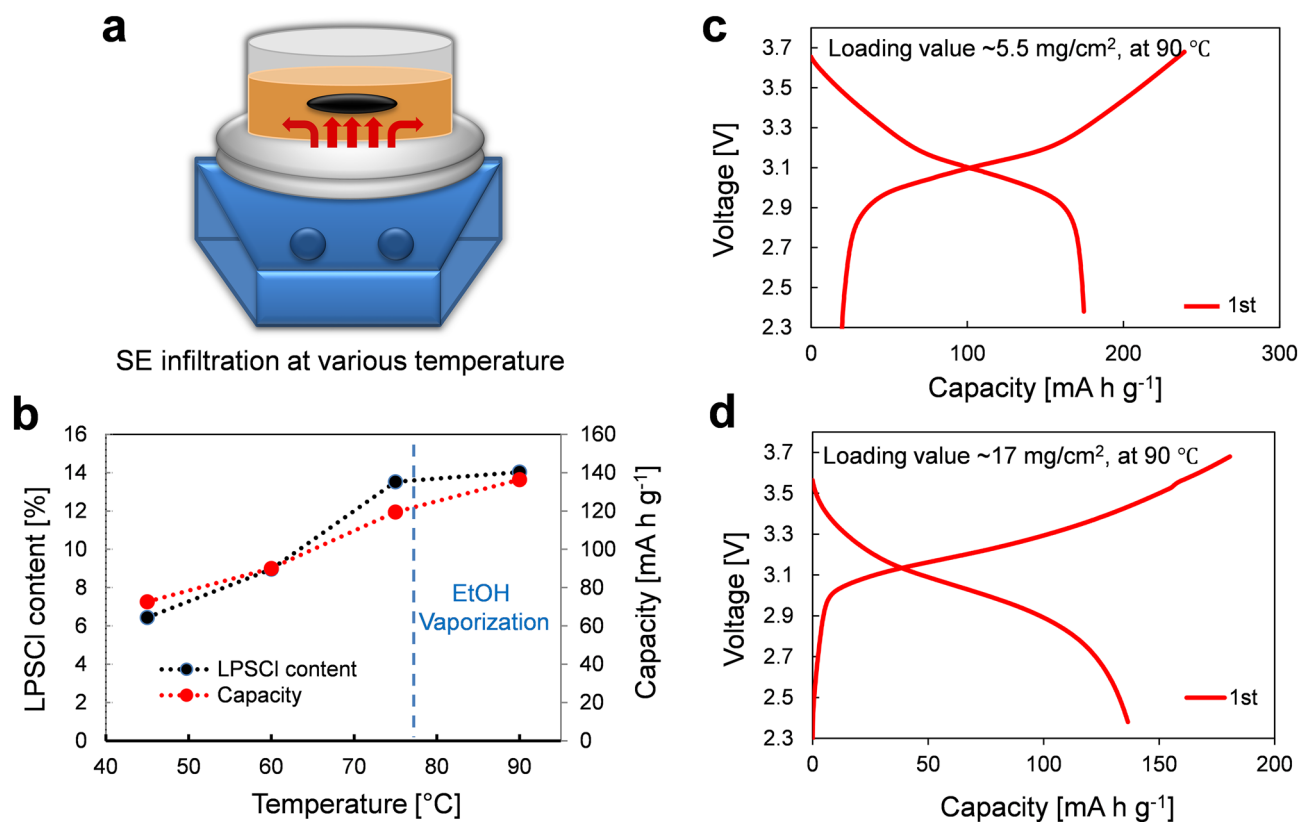 a
SE infiltration at various temperature
b
16
14
12
10
8
6
4
2
0
LPSCl content [%]
160
140
120
100
80
60
40
20
0
Capacity [mA h g-1]
EtOH
Vaporization
LPSCl content
Capacity
40 50 60 70 80 90
Temperature [°C]
c
Loading value ~5.5 mg/cm2, at 90 ℃
3.7
3.5
3.3
3.1
2.9
2.7
2.5
2.3
Voltage [V]
1st
0 100 200 300
Capacity [mA h g-1]
d
Loading value ~17 mg/cm2, at 90 ℃
3.7
3.5
3.3
3.1
2.9
2.7
2.5
2.3
Voltage [V]
1st
0 50 100 150 200
Capacity [mA h g-1]